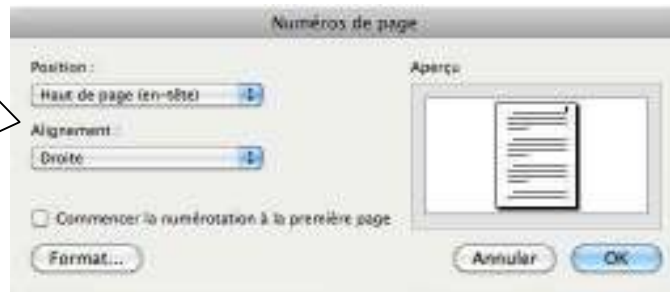 Numéros de page
Position :
Aperçu
Haut de page (en-tête)
Alignement :
Droite
Commencer la numérotation à la première page
Format...
Annuler
OK